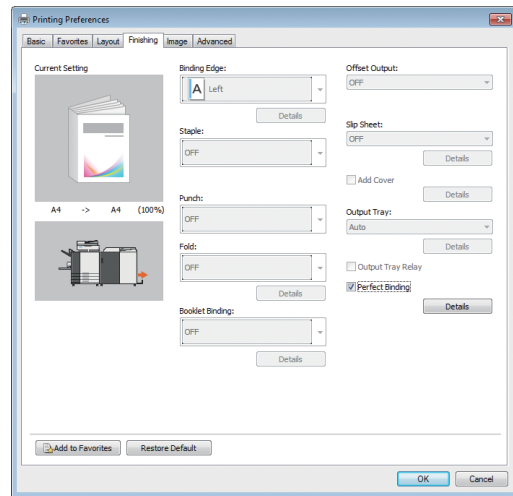 Printing Preferences
Basic Favorites Layout Finishing Image Advanced
Current Setting
A4 -> A4 (100%)
Binding Edge:
A Left
Details
Staple:
OFF
Punch:
OFF
Fold:
OFF
Details
Booklet Binding:
OFF
Details
Offset Output:
OFF
Slip Sheet:
OFF
Details
Add Cover
Details
Output Tray:
Auto
Details
Output Tray Relay
Perfect Binding
Details
Add to Favorites Restore Default
OK Cancel